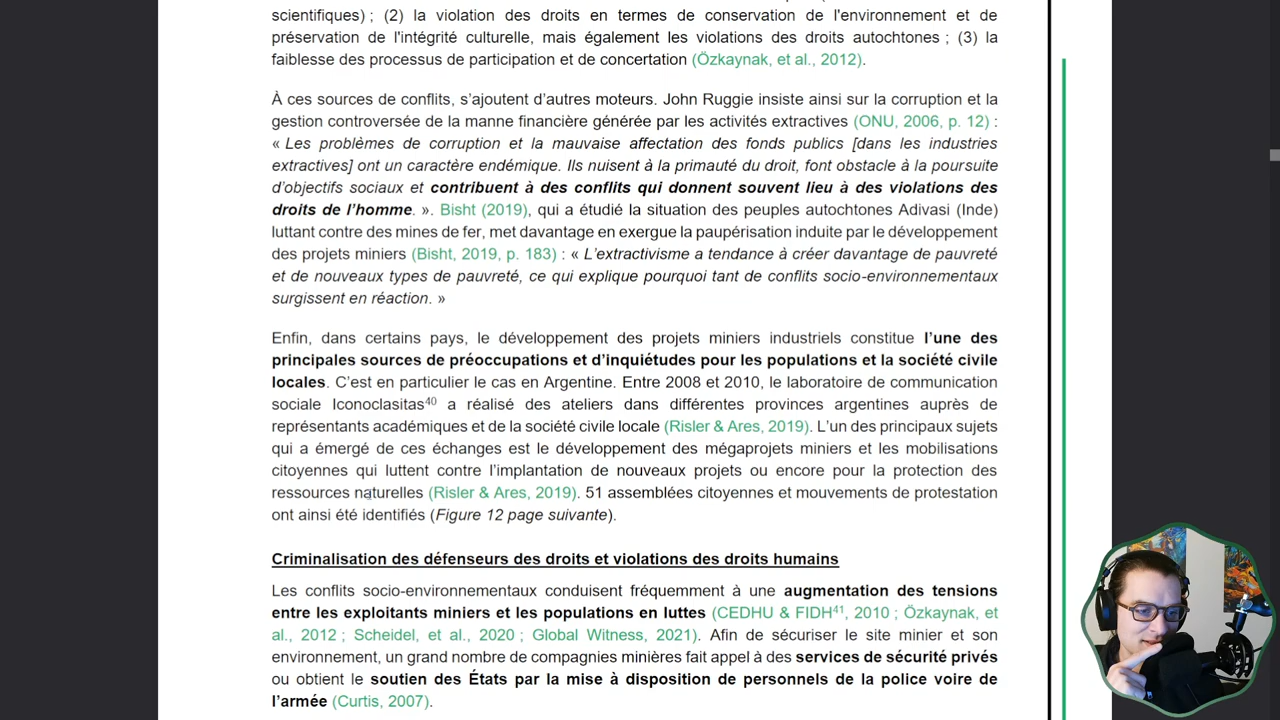 scientifiques) ; (2) la violation des droits en termes de conservation de l'environnement et de
préservation de l'intégrité culturelle, mais également les violations des droits autochtones ; (3) la
faiblesse des processus de participation et de concertation (Özkaynak, et al., 2012).
À ces sources de conflits, s’ajoutent d’autres moteurs. John Ruggie insiste ainsi sur la corruption et la
gestion controversée de la manne financière générée par les activités extractives (ONU, 2006, p. 12) :
« Les problèmes de corruption et la mauvaise affectation des fonds publics [dans les industries
extractives] ont un caractère endémique. Ils nuisent à la primauté du droit, font obstacle à la poursuite
d’objectifs sociaux et contribuent à des conflits qui donnent souvent lieu à des violations des
droits de l’homme. ». Bisht (2019), qui a étudié la situation des peuples autochtones Adivasi (Inde)
luttant contre des mines de fer, met davantage en exergue la paupérisation induite par le développement
des projets miniers (Bisht, 2019, p. 183) : « L’extractivisme a tendance à créer davantage de pauvreté
et de nouveaux types de pauvreté, ce qui explique pourquoi tant de conflits socio-environnementaux
surgissent en réaction. »
Enfin, dans certains pays, le développement des projets miniers industriels constitue l’une des
principales sources de préoccupations et d’inquiétudes pour les populations et la société civile
locales. C’est en particulier le cas en Argentine. Entre 2008 et 2010, le laboratoire de communication
sociale Iconoclasitas40 a réalisé des ateliers dans différentes provinces argentines auprès de
représentants académiques et de la société civile locale (Risler & Ares, 2019). L’un des principaux sujets
qui a émergé de ces échanges est le développement des mégaprojets miniers et les mobilisations
citoyennes qui luttent contre l’implantation de nouveaux projets ou encore pour la protection des
ressources naturelles (Risler & Ares, 2019). 51 assemblées citoyennes et mouvements de protestation
ont ainsi été identifiés (Figure 12 page suivante).
Criminalisation des défenseurs des droits et violations des droits humains
Les conflits socio-environnementaux conduisent fréquemment à une augmentation des tensions
entre les exploitants miniers et les populations en luttes (CEDHU & FIDH41, 2010 ; Özkaynak, et
al., 2012 ; Scheidel, et al., 2020 ; Global Witness, 2021). Afin de sécuriser le site minier et son
environnement, un grand nombre de compagnies minières fait appel à des services de sécurité privés
ou obtient le soutien des États par la mise à disposition de personnels de la police voire de
l’armée (Curtis, 2007).